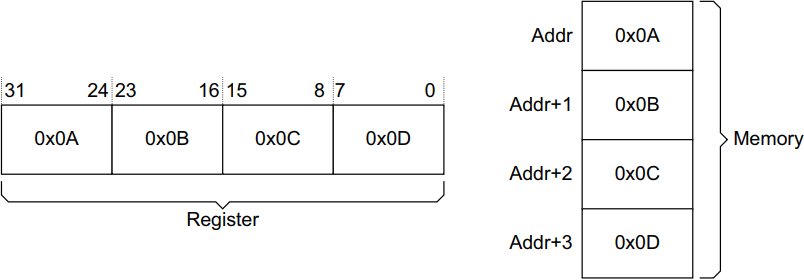 31 24 23 16 15 8 7 0
0x0A 0x0B 0x0C 0x0D
Register
Addr 0x0A
Addr+1 0x0B
Addr+2 0x0C
Addr+3 0x0D
Memory